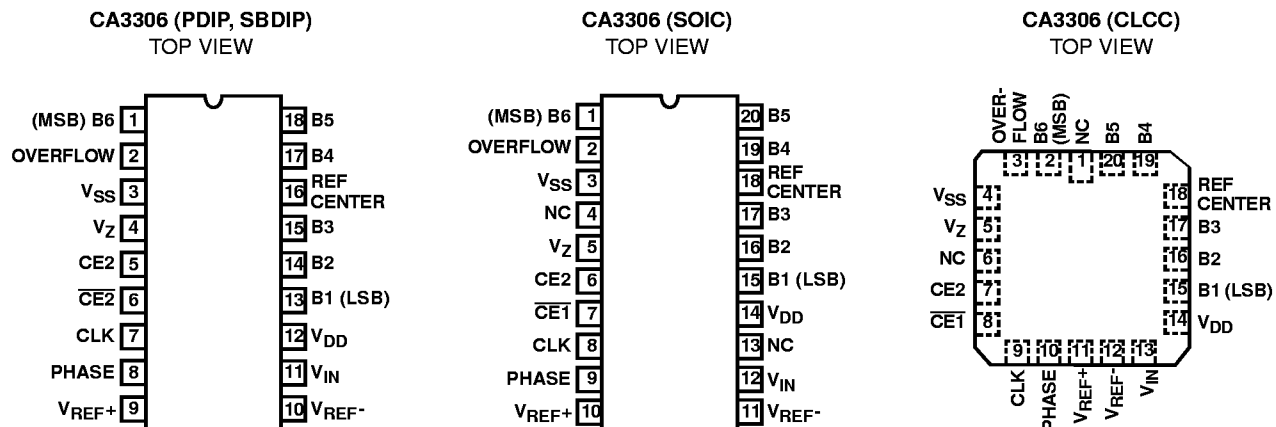 CA3306 (PDIP, SBDIP)
TOP VIEW
(MSB) B6 1 18 B5
OVERFLOW 2 17 B4
VSS 3 16 REF CENTER
VZ 4 15 B3
CE2 5 14 B2
CE2 6 13 B1 (LSB)
CLK 7 12 VDD
PHASE 8 11 VIN
VREF+ 9 10 VREF-
CA3306 (SOIC)
TOP VIEW
(MSB) B6 1 20 B5
OVERFLOW 2 19 B4
VSS 3 18 REF CENTER
NC 4 17 B3
VZ 5 16 B2
CE2 6 15 B1 (LSB)
CE1 7 14 VDD
CLK 8 13 NC
PHASE 9 12 VIN
VREF+ 10 11 VREF-
CA3306 (CLCC)
TOP VIEW
OVER-
FLOW
B6
(MSB)
NC
B5
B4
3 2 1 20 19
VSS 4 18 REF CENTER
VZ 5 17 B3
NC 6 16 B2
CE2 7 15 B1 (LSB)
CE1 8 14 VDD
9 10 11 12 13
CLK
PHASE
VREF+
VREF-
VIN